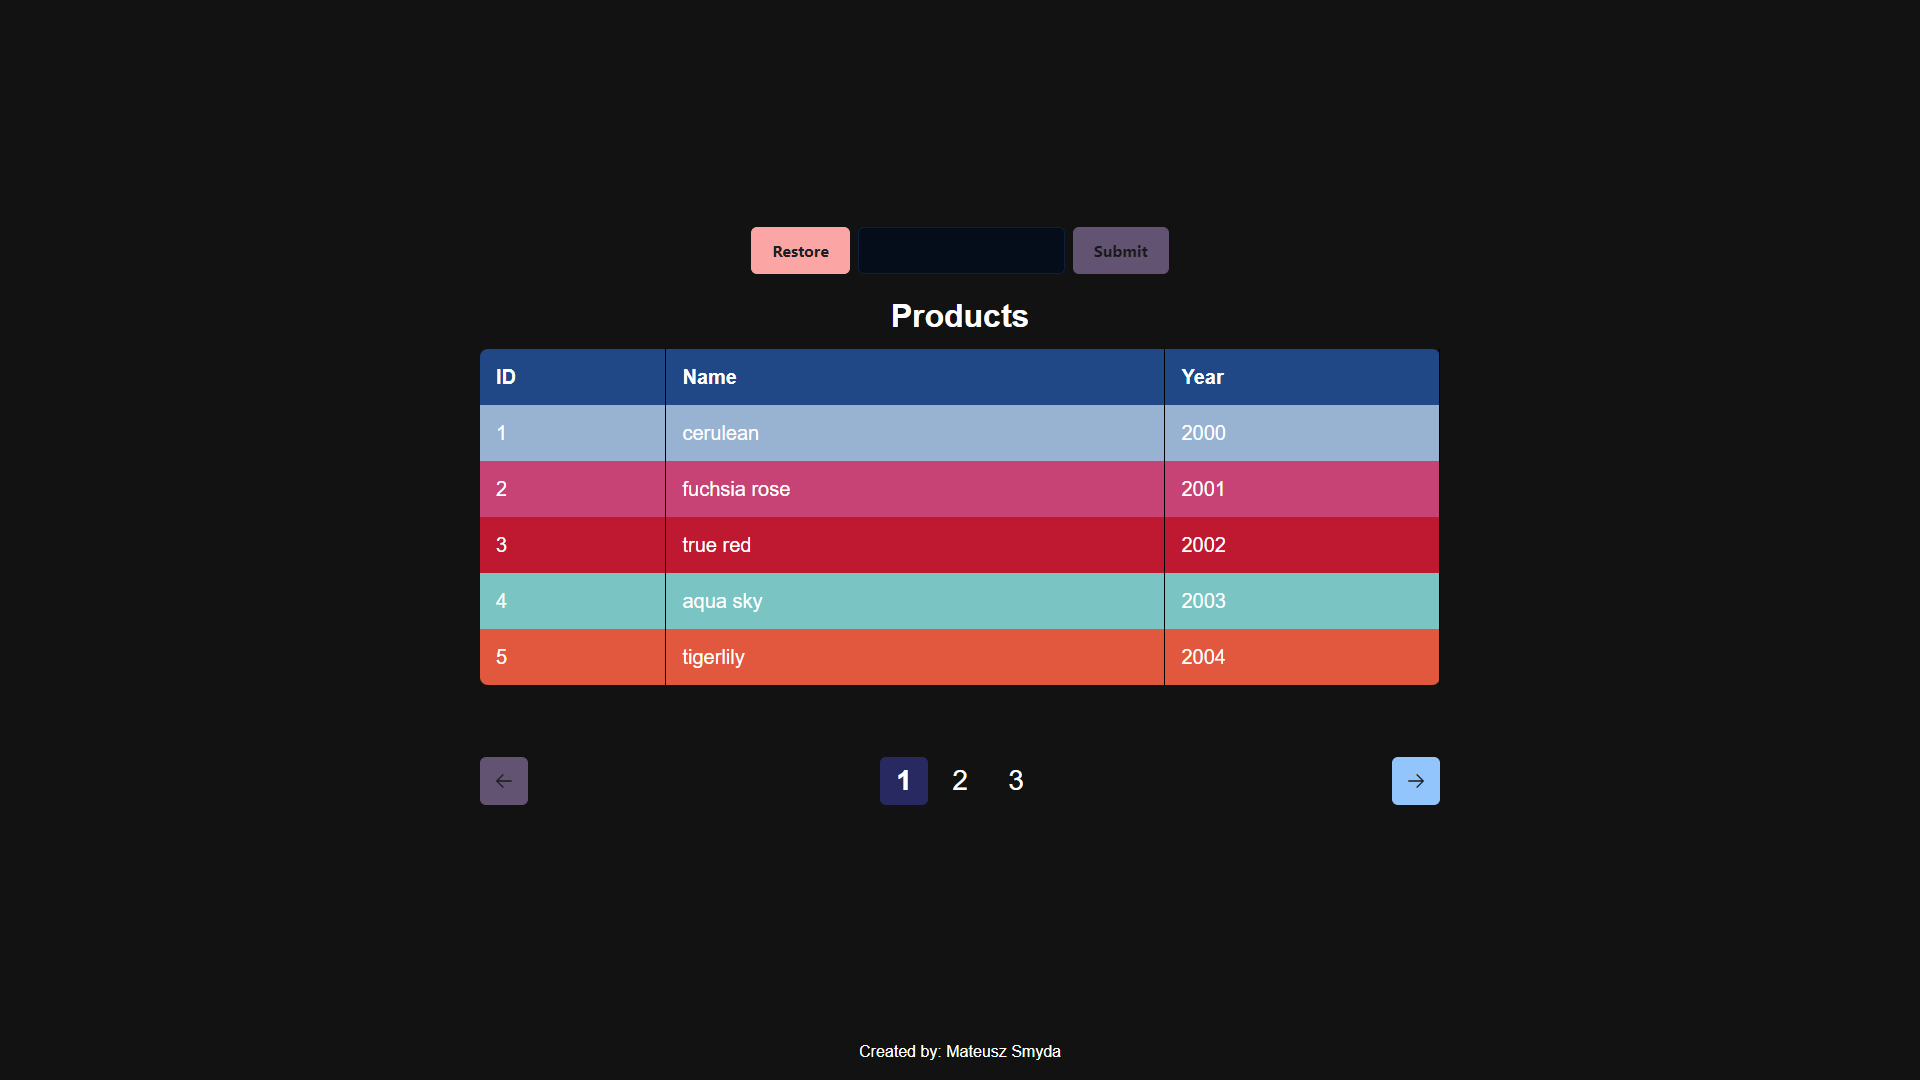 Restore Submit
Products
ID Name Year
1 cerulean 2000
2 fuchsia rose 2001
3 true red 2002
4 aqua sky 2003
5 tigerlily 2004
1 2 3
Created by: Mateusz Smyda